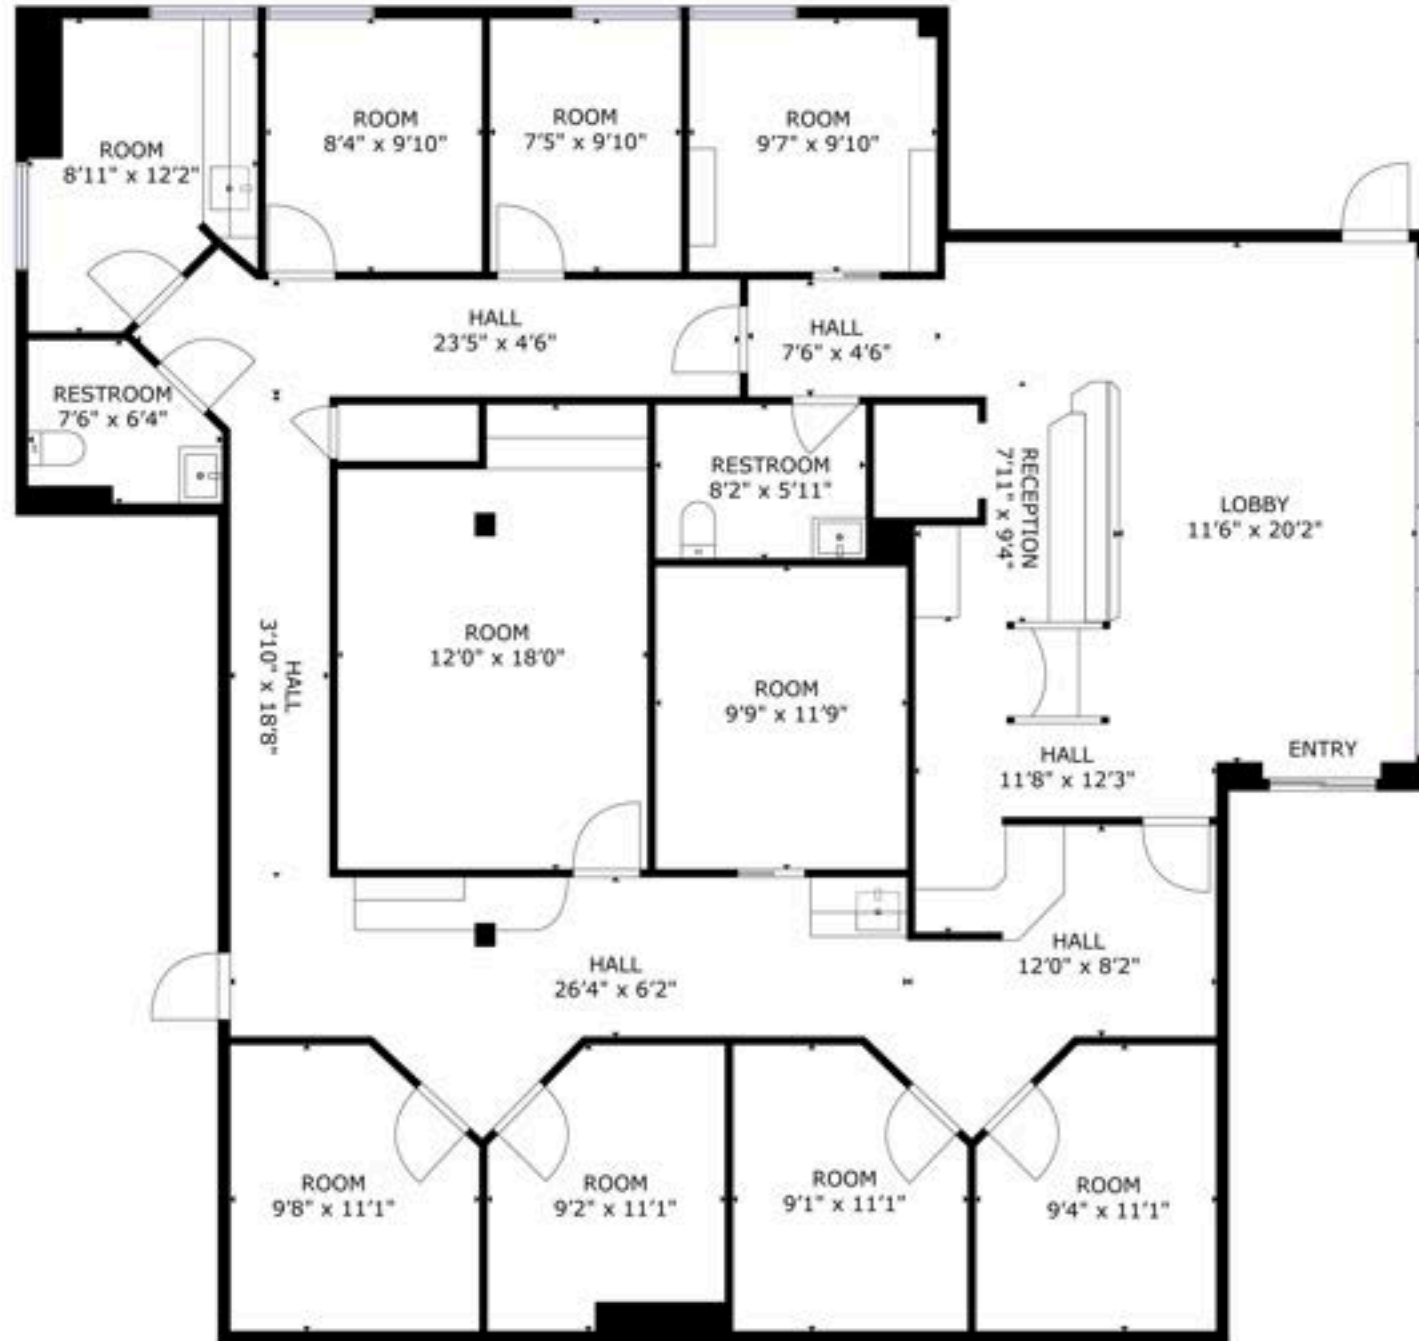 ROOM
8'11" x 12'2"
ROOM
8'4" x 9'10"
ROOM
7'5" x 9'10"
ROOM
9'7" x 9'10"
HALL
23'5" x 4'6"
HALL
7'6" x 4'6"
RESTROOM
7'6" x 6'4"
RESTROOM
8'2" x 5'11"
RECEPTION
7'11" x 9'4"
LOBBY
11'6" x 20'2"
HALL
3'10" x 18'8"
ROOM
12'0" x 18'0"
ROOM
9'9" x 11'9"
HALL
11'8" x 12'3"
ENTRY
HALL
26'4" x 6'2"
HALL
12'0" x 8'2"
ROOM
9'8" x 11'1"
ROOM
9'2" x 11'1"
ROOM
9'1" x 11'1"
ROOM
9'4" x 11'1"